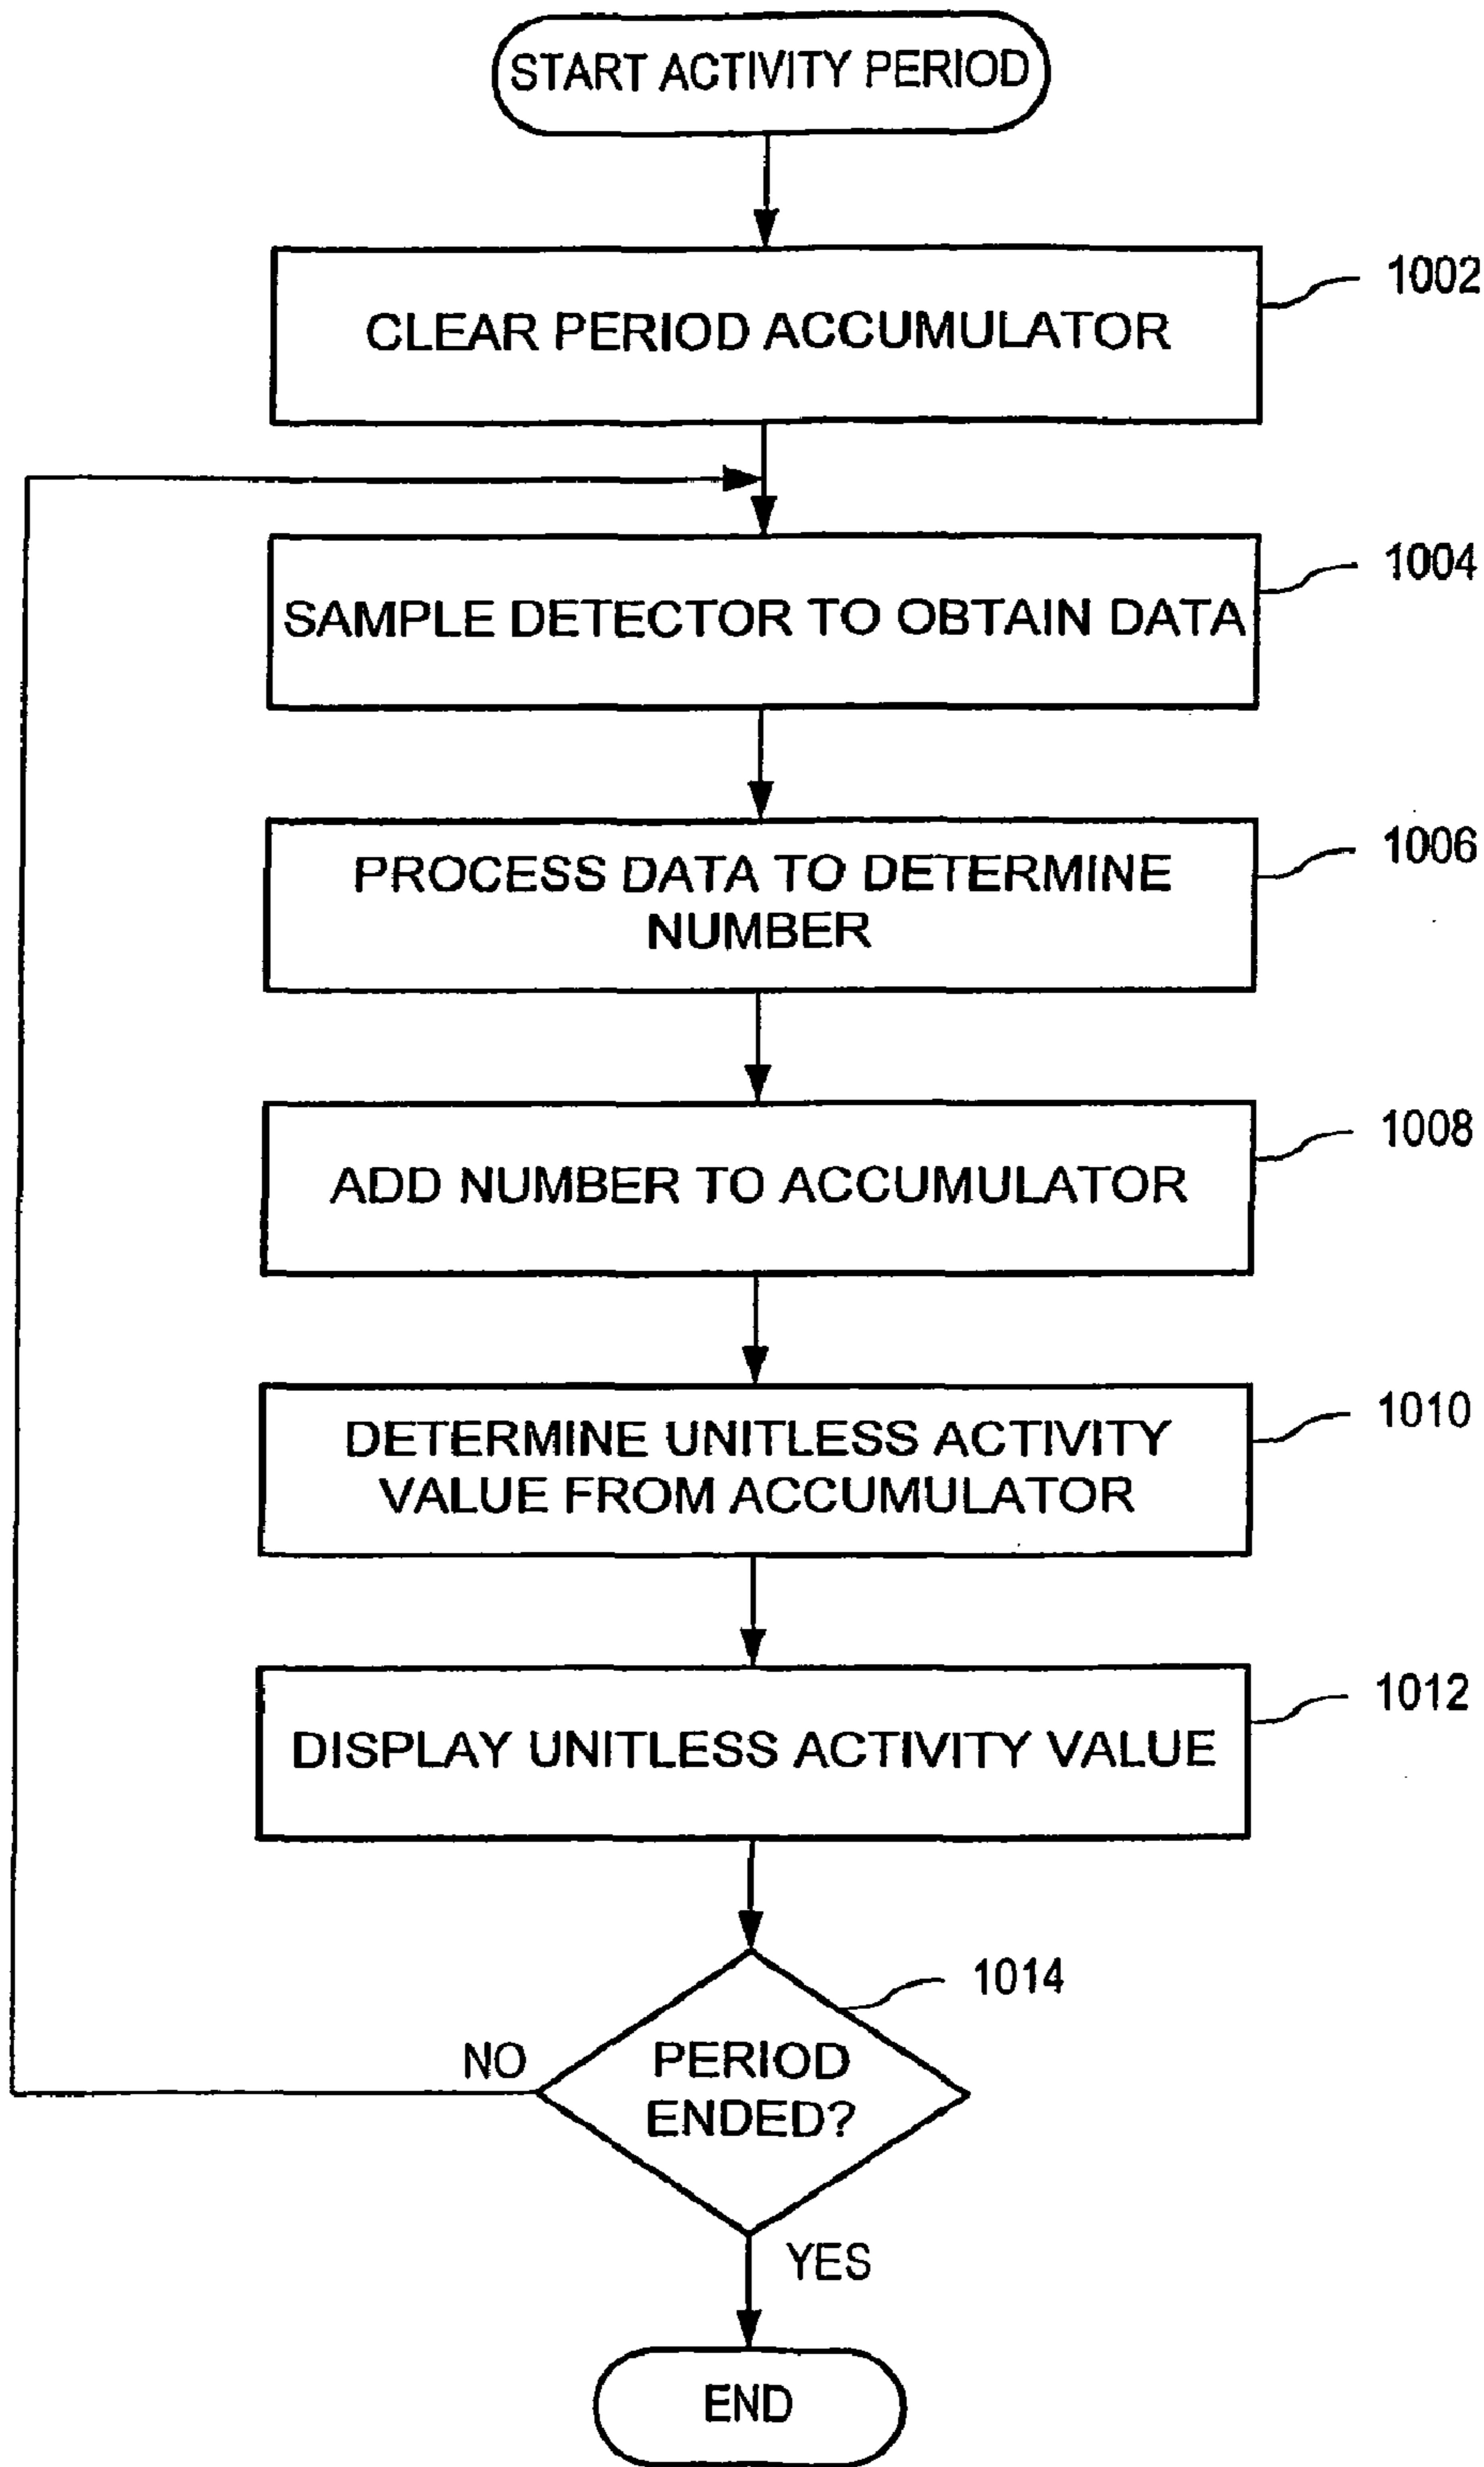 START ACTIVITY PERIOD
1002
CLEAR PERIOD ACCUMULATOR
1004
SAMPLE DETECTOR TO OBTAIN DATA
1006
PROCESS DATA TO DETERMINE
NUMBER
1008
ADD NUMBER TO ACCUMULATOR
1010
DETERMINE UNITLESS ACTIVITY
VALUE FROM ACCUMULATOR
1012
DISPLAY UNITLESS ACTIVITY VALUE
1014
NO
PERIOD
ENDED?
YES
END